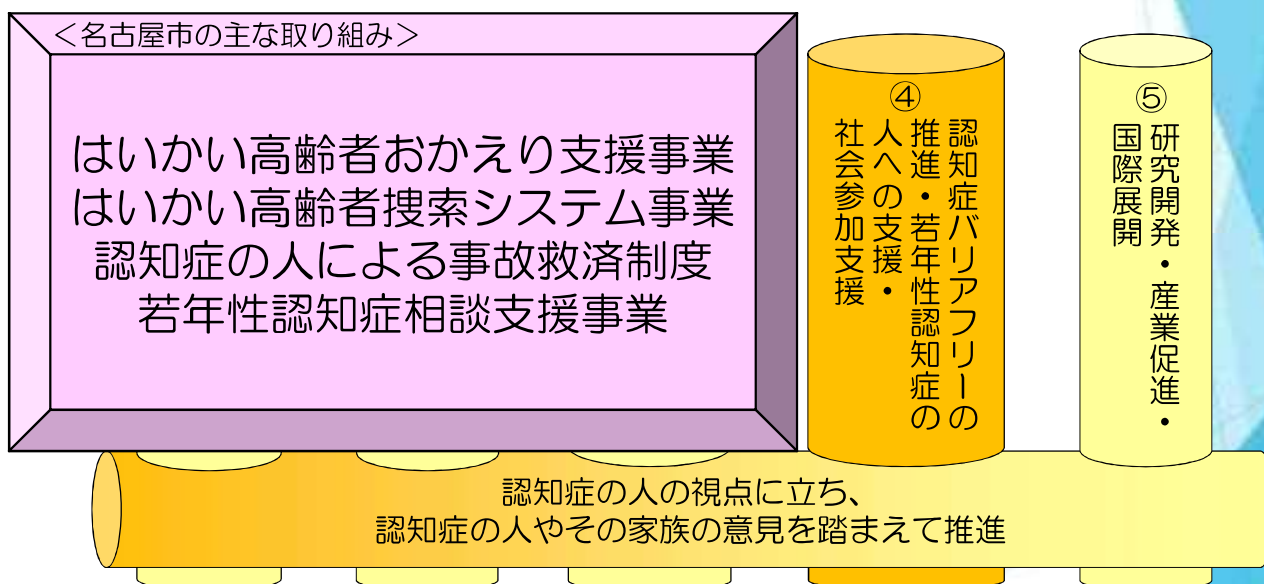 ＜名古屋市の主な取り組み＞
はいかい高齢者おかえり支援事業
はいかい高齢者捜索システム事業
認知症の人による事故救済制度
若年性認知症相談支援事業
④
認知症バリアフリーの
推進・若年性認知症の
人への支援・
社会参加支援
⑤
研究開発・産業促進・
国際展開
認知症の人の視点に立ち、
認知症の人やその家族の意見を踏まえて推進